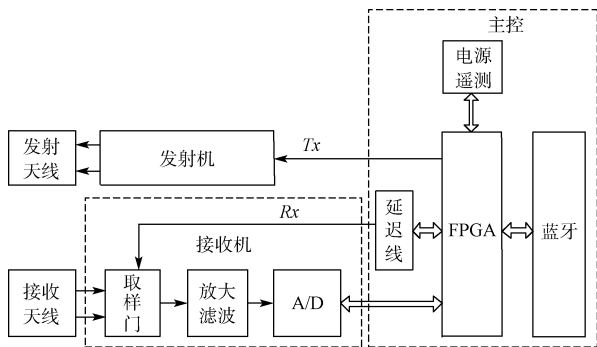 主控
电源
遥测
发射
天线
发射机
Tx
FPGA
蓝牙
延
迟
线
Rx
接收机
接收
天线
取
样
门
放大
滤波
A/D